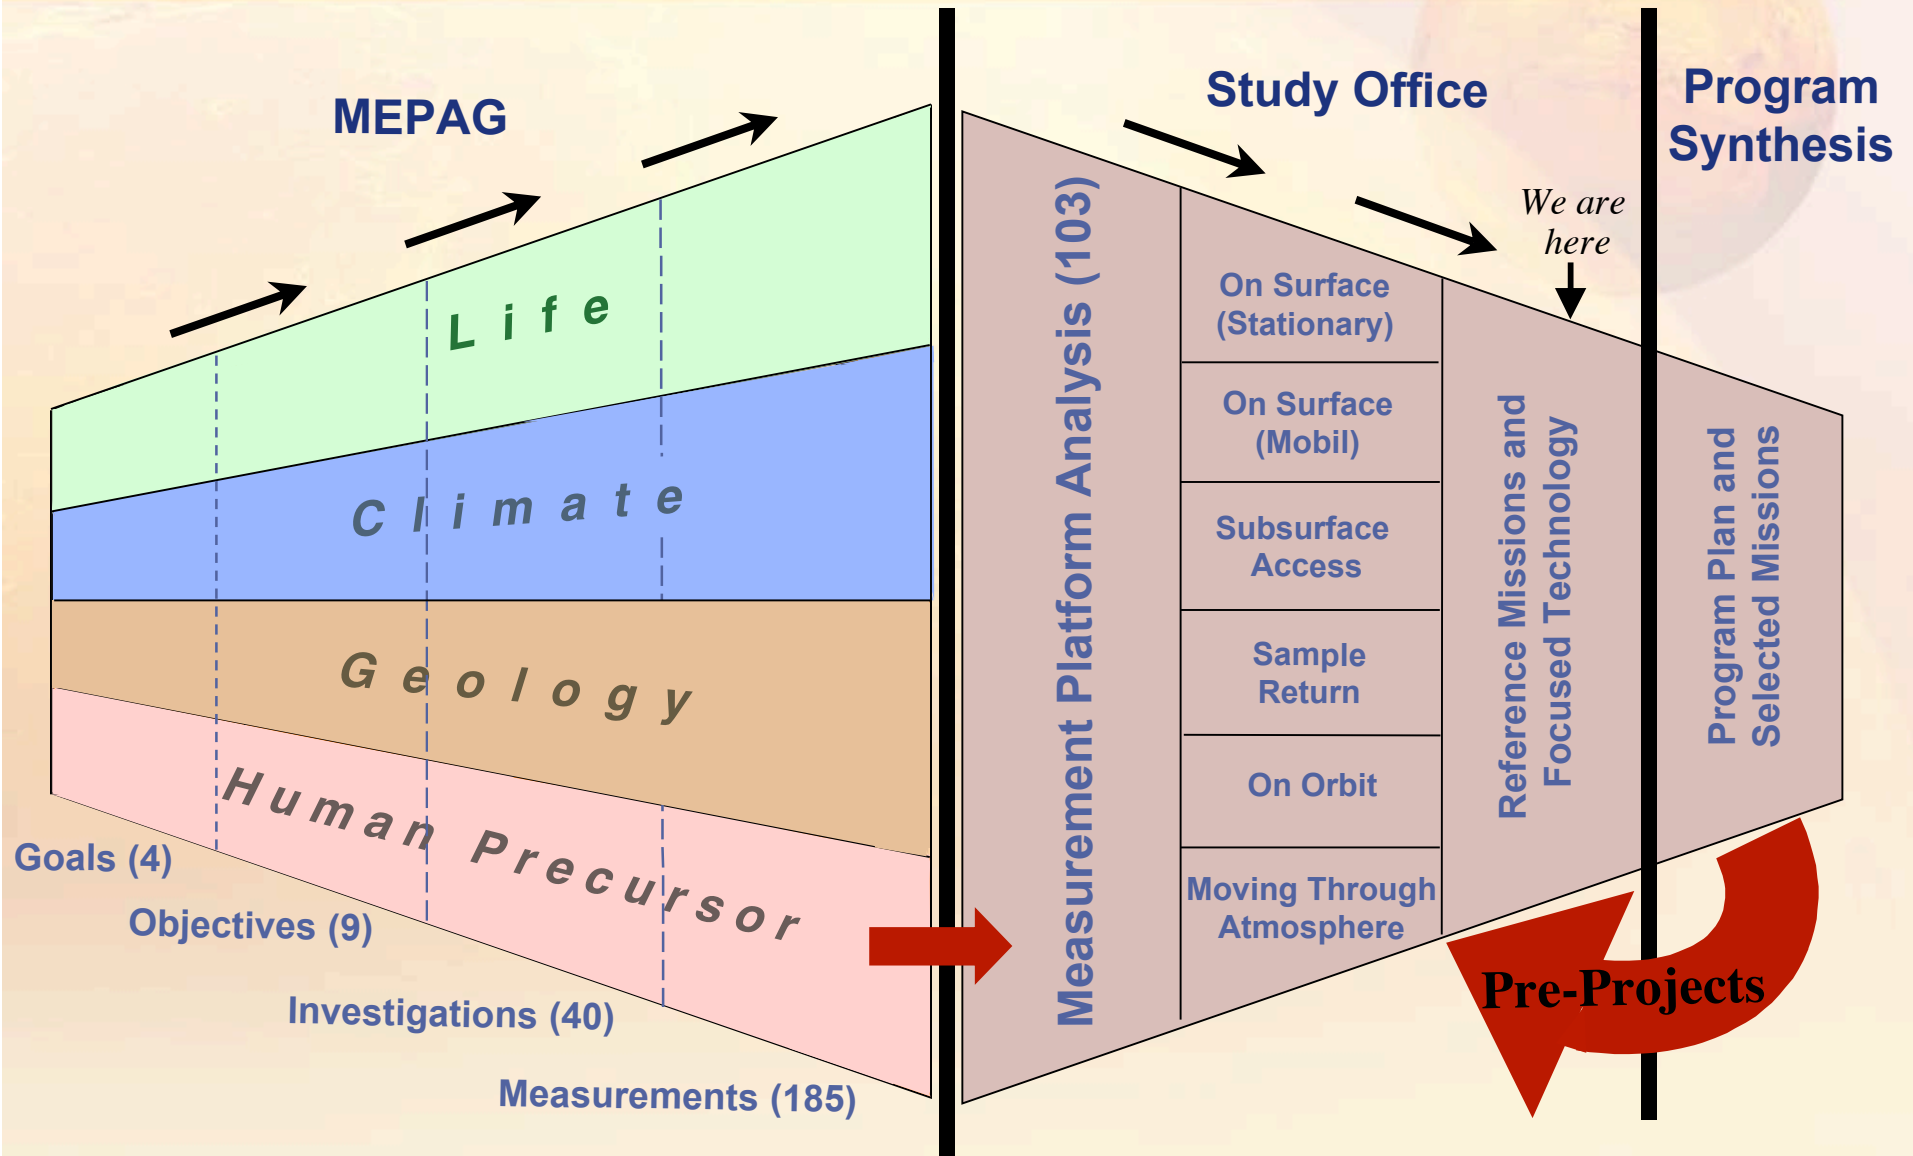 MEPAG
Study Office
Program
Synthesis
We are
here
Life
Climate
Geology
Human Precursor
Goals (4)
Objectives (9)
Investigations (40)
Measurements (185)
Measurement Platform Analysis (103)
On Surface
(Stationary)
On Surface
(Mobil)
Subsurface
Access
Sample
Return
On Orbit
Moving Through
Atmosphere
Reference Missions and
Focused Technology
Program Plan and
Selected Missions
Pre-Projects